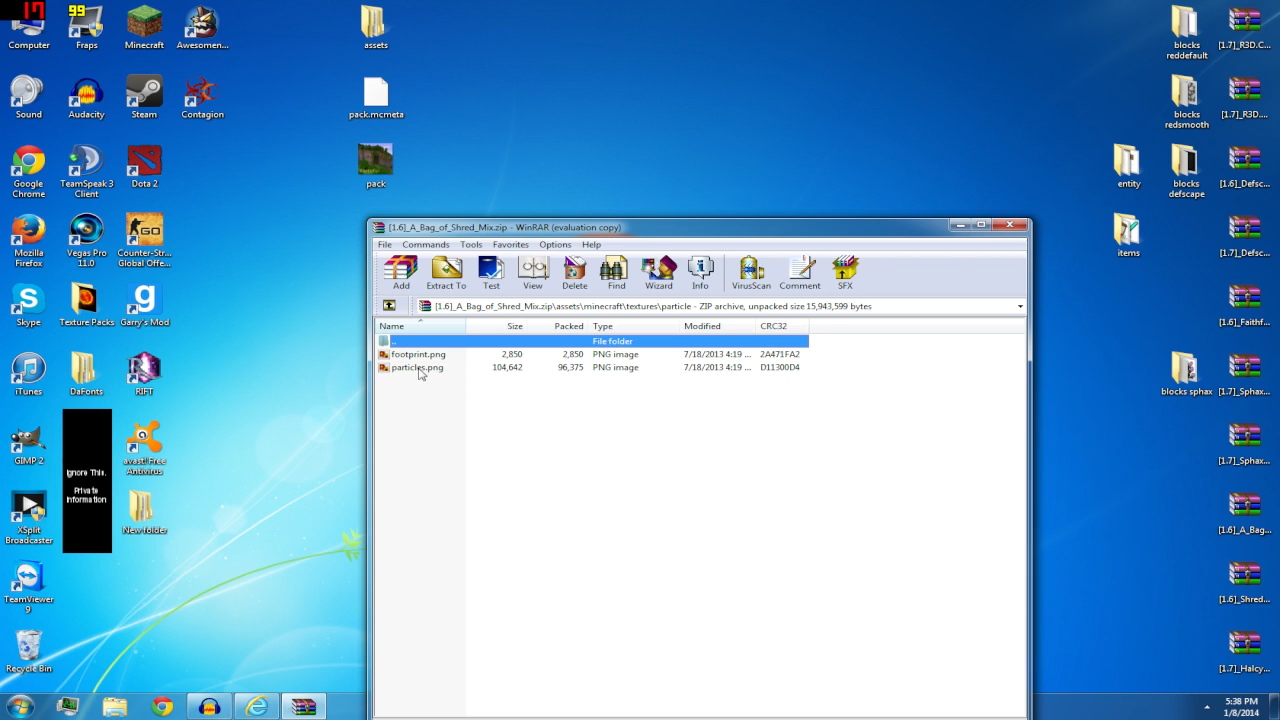 17
99
Computer
Fraps
Minecraft
Awesomen...
assets
blocks
reddefault
[1.7]_R3D.C...
Sound
Audacity
Steam
Contagion
pack.mcmeta
blocks
redsmooth
[1.7]_R3D....
Google
Chrome
TeamSpeak 3
Client
Dota 2
pack
entity
blocks
defscape
[1.6]_Defsc...
Mozilla
Firefox
Vegas Pro
11.0
GO
Counter-Str...
Global Offe...
items
[1.7]_Defsc...
Skype
Texture Packs
Garry's Mod
[1.6]_Faithf...
iTunes
DaFonts
RIFT
blocks sphax
[1.7]_Sphax...
GIMP 2
Ignore This.
Private
Information
avast! Free
Antivirus
[1.7]_Sphax...
XSplit
Broadcaster
New folder
[1.6]_A_Bag...
TeamViewer
9
[1.6]_Shred...
Recycle Bin
[1.7]_Halcy...
[1.6]_A_Bag_of_Shred_Mix.zip - WinRAR (evaluation copy)
File Commands Tools Favorites Options Help
Add Extract To Test View Delete Find Wizard Info VirusScan Comment SFX
[1.6]_A_Bag_of_Shred_Mix.zip\assets\minecraft\textures\particle - ZIP archive, unpacked size 15,943,599 bytes
Name Size Packed Type Modified CRC32
.. File folder
footprint.png 2,850 2,850 PNG image 7/18/2013 4:19 ... 2A471FA2
particles.png 104,642 96,375 PNG image 7/18/2013 4:19 ... D11300D4
5:38 PM
1/8/2014